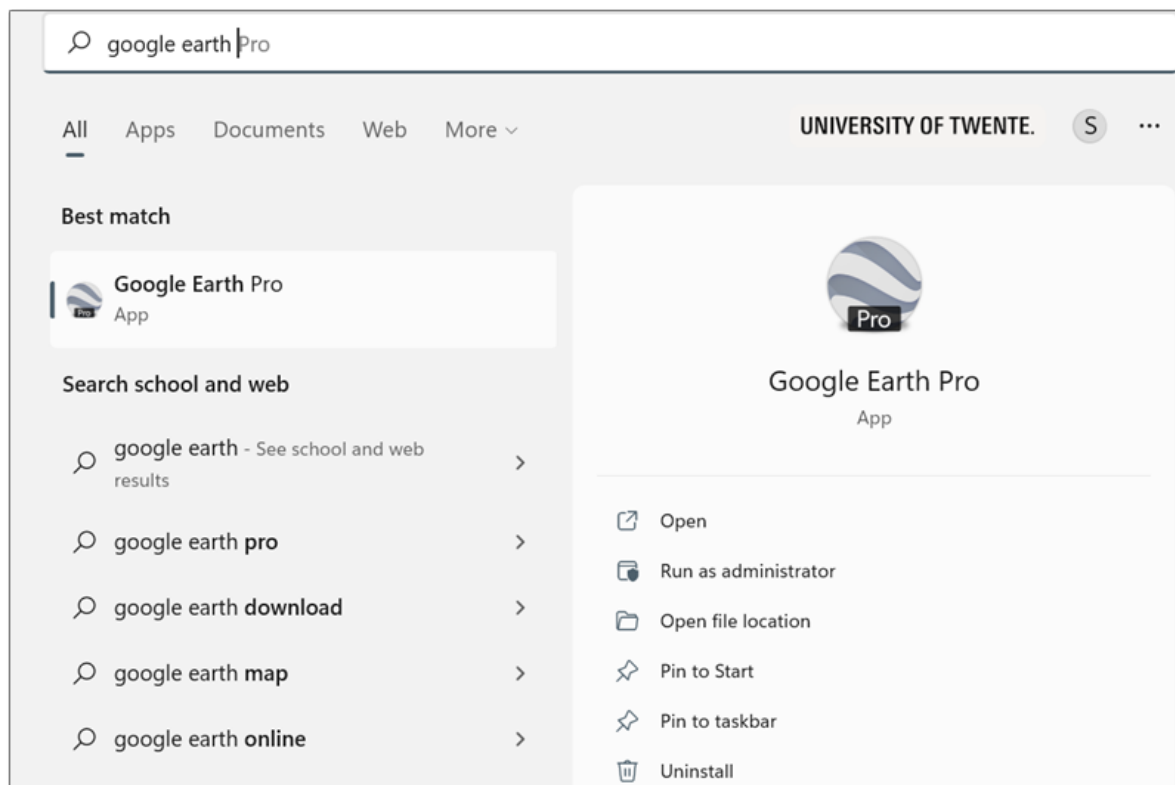 google earth Pro
All Apps Documents Web More
UNIVERSITY OF TWENTE. S ...
Best match
Google Earth Pro
App
Search school and web
google earth - See school and web
results
google earth pro
google earth download
google earth map
google earth online
Pro
Google Earth Pro
App
Open
Run as administrator
Open file location
Pin to Start
Pin to taskbar
Uninstall